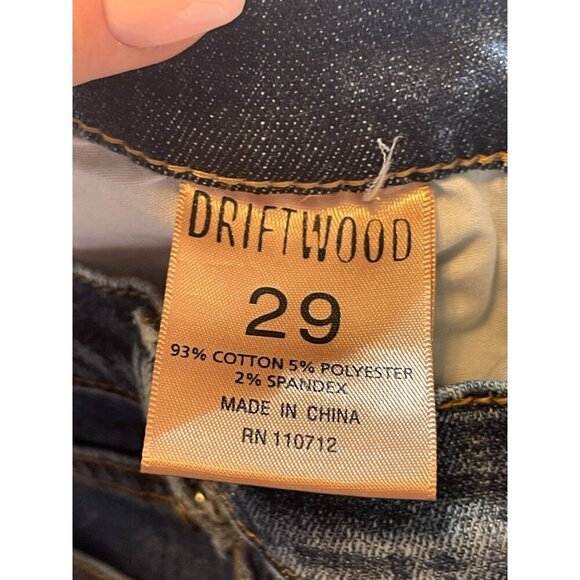 DRIFTWOOD
29
93% COTTON 5% POLYESTER
2% SPANDEX
MADE IN CHINA
RN 110712